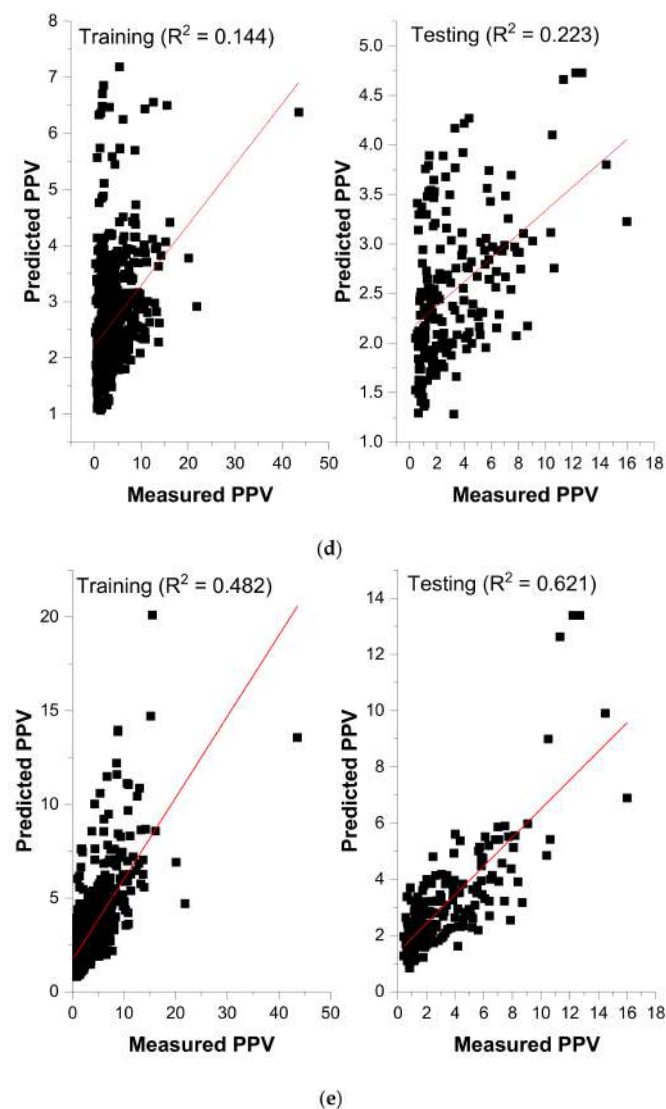 Training (R² = 0.144)
8
7
6
5
4
3
2
1
Predicted PPV
0 10 20 30 40 50
Measured PPV
Testing (R² = 0.223)
5.0
4.5
4.0
3.5
3.0
2.5
2.0
1.5
1.0
Predicted PPV
0 2 4 6 8 10 12 14 16 18
Measured PPV
(d)
Training (R² = 0.482)
20
15
10
5
0
Predicted PPV
0 10 20 30 40 50
Measured PPV
Testing (R² = 0.621)
14
12
10
8
6
4
2
0
Predicted PPV
0 2 4 6 8 10 12 14 16 18
Measured PPV
(e)